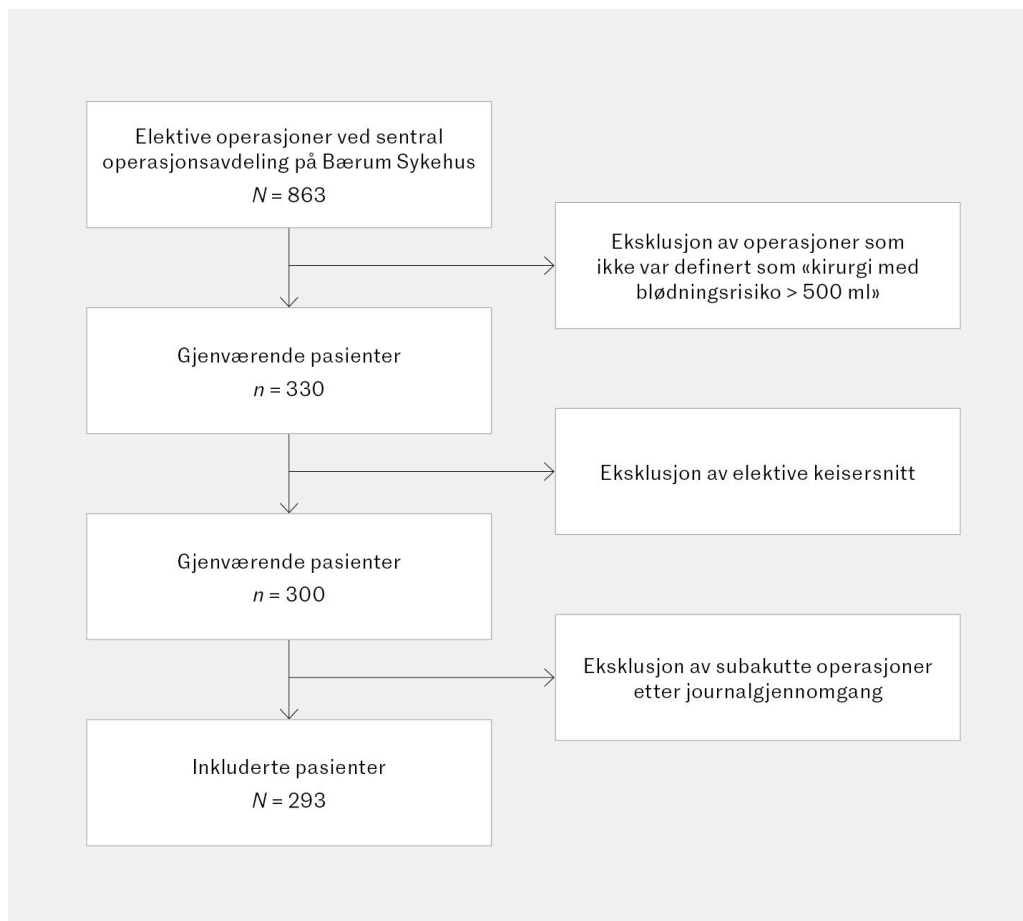 Elektive operasjoner ved sentral
operasjonsavdeling på Bærum Sykehus
N = 863
Eksklusjon av operasjoner som
ikke var definert som «kirurgi med
blødningsrisiko > 500 ml»
Gjenværende pasienter
n = 330
Eksklusjon av elektive keisersnitt
Gjenværende pasienter
n = 300
Eksklusjon av subakutte operasjoner
etter journalgjennomgang
Inkluderte pasienter
N = 293